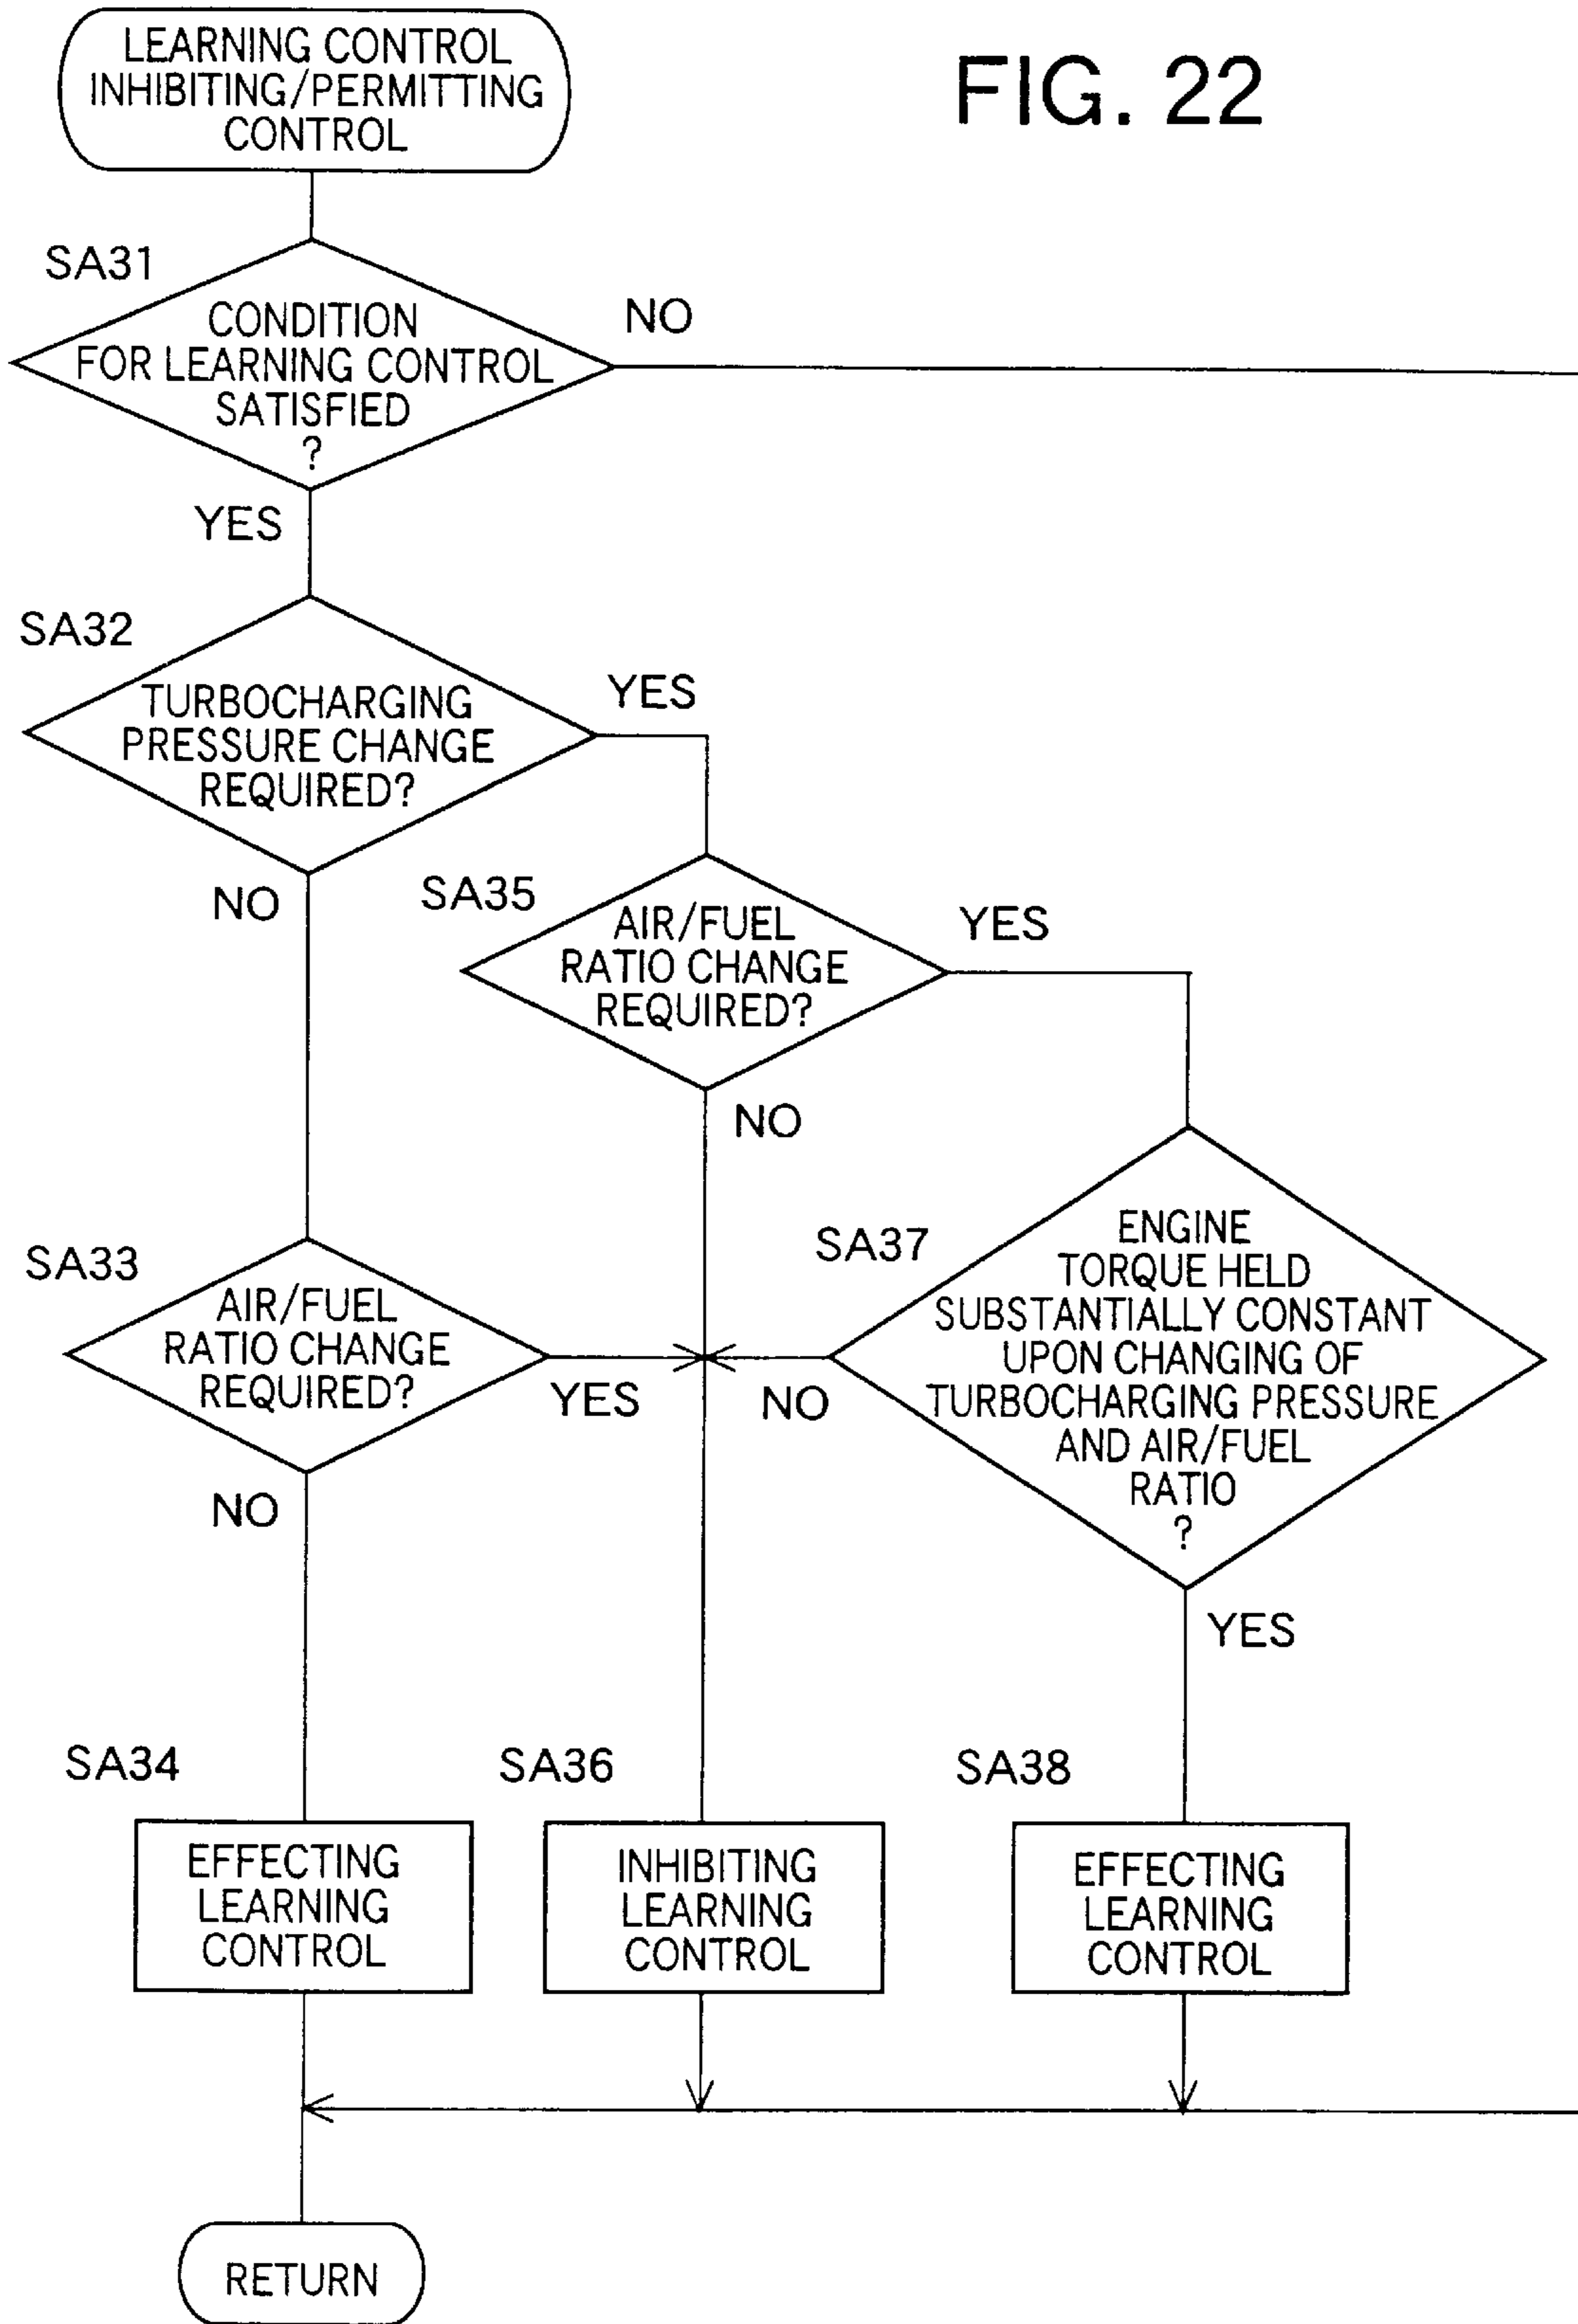 FIG. 22
LEARNING CONTROL
INHIBITING/PERMITTING
CONTROL
SA31
CONDITION
FOR LEARNING CONTROL
SATISFIED
?
NO
YES
SA32
TURBOCHARGING
PRESSURE CHANGE
REQUIRED?
YES
NO
SA35
AIR/FUEL
RATIO CHANGE
REQUIRED?
YES
NO
SA33
AIR/FUEL
RATIO CHANGE
REQUIRED?
YES
NO
SA37
ENGINE
TORQUE HELD
SUBSTANTIALLY CONSTANT
UPON CHANGING OF
TURBOCHARGING PRESSURE
AND AIR/FUEL
RATIO
?
NO
YES
SA34
EFFECTING
LEARNING
CONTROL
SA36
INHIBITING
LEARNING
CONTROL
SA38
EFFECTING
LEARNING
CONTROL
RETURN